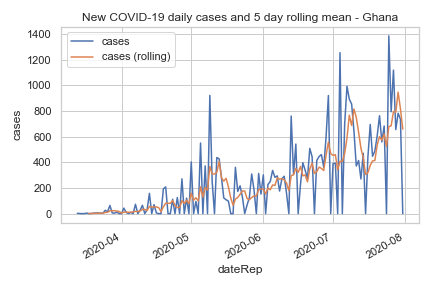 New COVID-19 daily cases and 5 day rolling mean - Ghana
cases
cases (rolling)
1400
1200
1000
800
600
400
200
0
cases
2020-04
2020-05
2020-06
2020-07
2020-08
dateRep